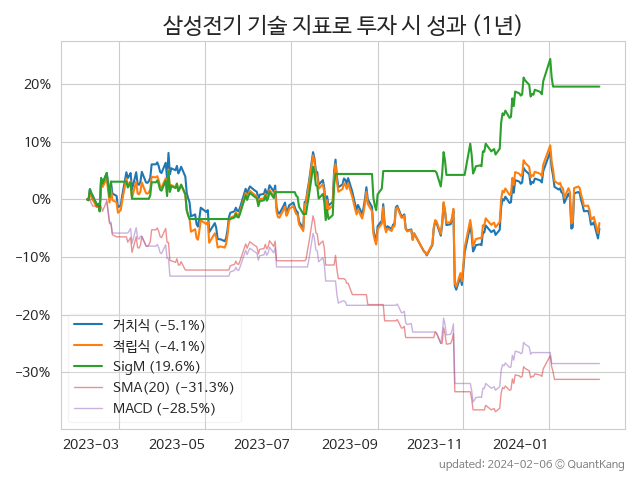 삼성전기 기술 지표로 투자 시 성과 (1년)
20%
10%
0%
−10%
−20%
−30%
거치식 (−5.1%)
적립식 (−4.1%)
SigM (19.6%)
SMA(20) (−31.3%)
MACD (−28.5%)
2023-03 2023-05 2023-07 2023-09 2023-11 2024-01
updated: 2024-02-06 © QuantKang